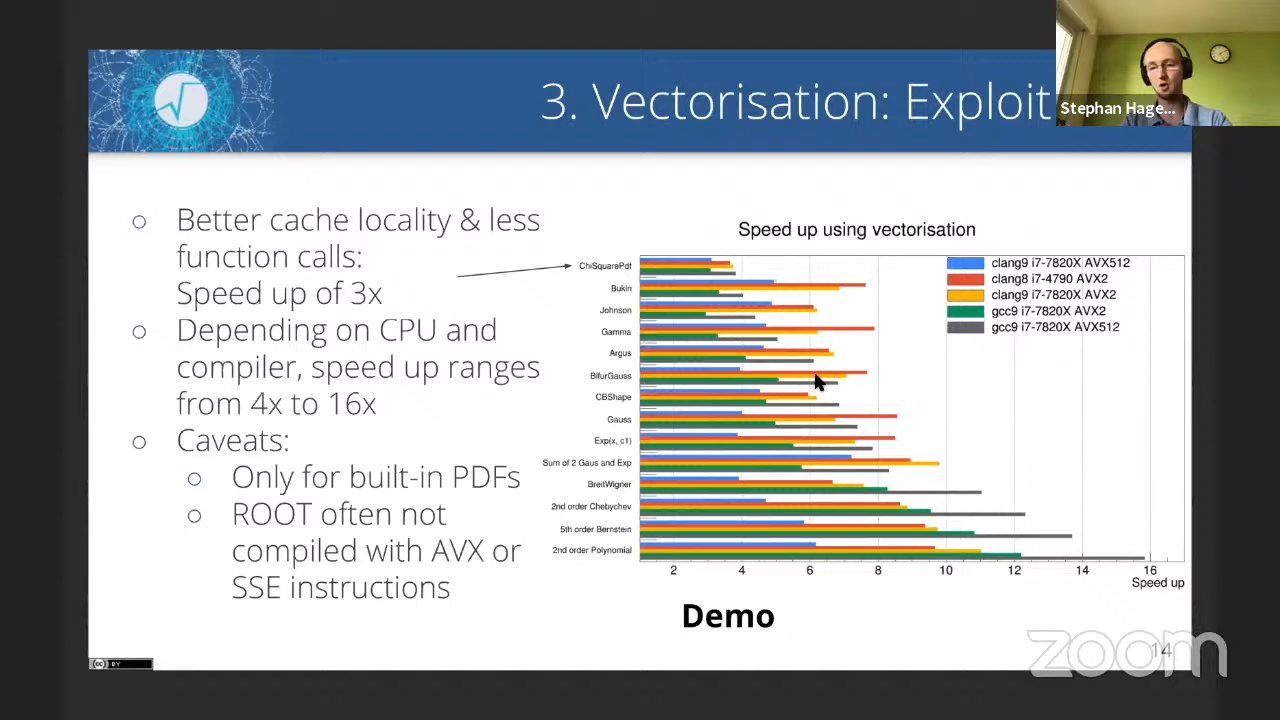 3. Vectorisation: Exploit
Stephan Hage...
○ Better cache locality & less
function calls:
Speed up of 3x
○ Depending on CPU and
compiler, speed up ranges
from 4x to 16x
○ Caveats:
○ Only for built-in PDFs
○ ROOT often not
compiled with AVX or
SSE instructions
Speed up using vectorisation
clang9 i7-7820X AVX512
clang8 i7-4790 AVX2
clang9 i7-7820X AVX2
gcc9 i7-7820X AVX2
gcc9 i7-7820X AVX512
ChiSquarePdf
Bukin
Johnson
Gamma
Argus
BifurGauss
CBShape
Gauss
Exp(x, c1)
Sum of 2 Gaus and Exp
BreitWigner
2nd order Chebychev
5th order Bernstein
2nd order Polynomial
2 4 6 8 10 12 14 16
Speed up
Demo
zoom
14
cc BY